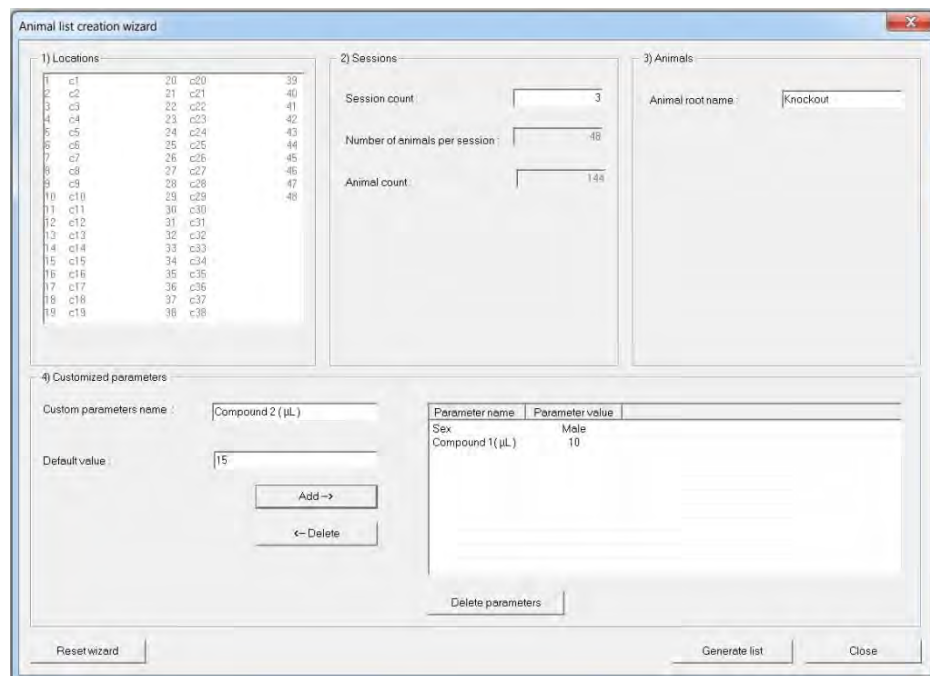 Animal list creation wizard
1) Locations
1 c1 20 c20 39
2 c2 21 c21 40
3 c3 22 c22 41
4 c4 23 c23 42
5 c5 24 c24 43
6 c6 25 c25 44
7 c7 26 c26 45
8 c8 27 c27 46
9 c9 28 c28 47
10 c10 29 c29 48
11 c11 30 c30
12 c12 31 c31
13 c13 32 c32
14 c14 33 c33
15 c15 34 c34
16 c16 35 c35
17 c17 36 c36
18 c18 37 c37
19 c19 38 c38
2) Sessions
Session count : 3
Number of animals per session : 48
Animal count : 144
3) Animals
Animal root name : Knockout
4) Customized parameters
Custom parameters name : Compound 2 ( µL )
Default value : 15
Add -->
<-- Delete
Parameter name Parameter value
Sex Male
Compound 1( µL ) 10
Delete parameters
Reset wizard Generate list Close